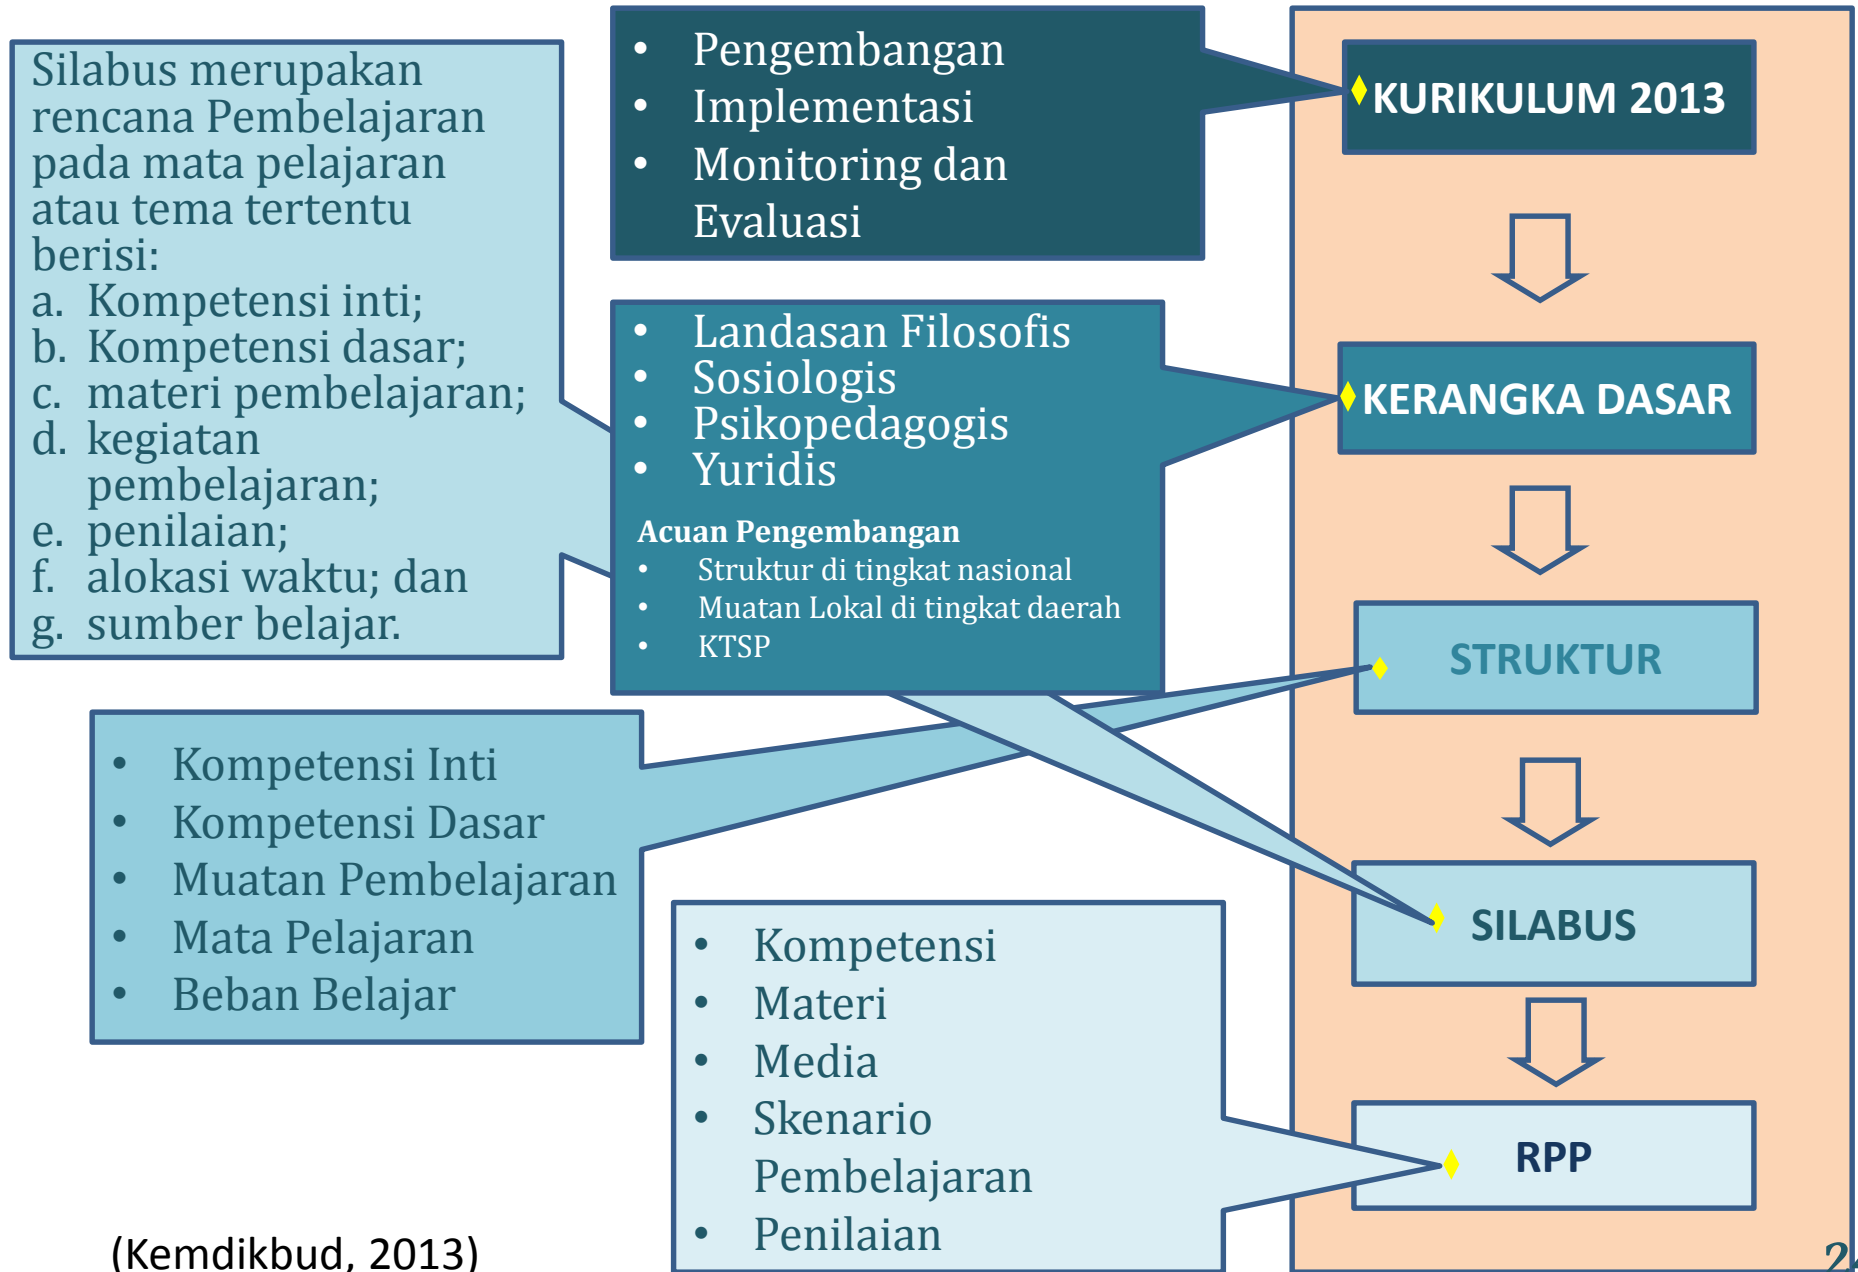 Silabus merupakan
rencana Pembelajaran
pada mata pelajaran
atau tema tertentu
berisi:
a. Kompetensi inti;
b. Kompetensi dasar;
c. materi pembelajaran;
d. kegiatan
pembelajaran;
e. penilaian;
f. alokasi waktu; dan
g. sumber belajar.
• Pengembangan
• Implementasi
• Monitoring dan
Evaluasi
KURIKULUM 2013
• Landasan Filosofis
• Sosiologis
• Psikopedagogis
• Yuridis
Acuan Pengembangan
• Struktur di tingkat nasional
• Muatan Lokal di tingkat daerah
• KTSP
KERANGKA DASAR
STRUKTUR
• Kompetensi Inti
• Kompetensi Dasar
• Muatan Pembelajaran
• Mata Pelajaran
• Beban Belajar
SILABUS
• Kompetensi
• Materi
• Media
• Skenario
Pembelajaran
• Penilaian
RPP
(Kemdikbud, 2013)